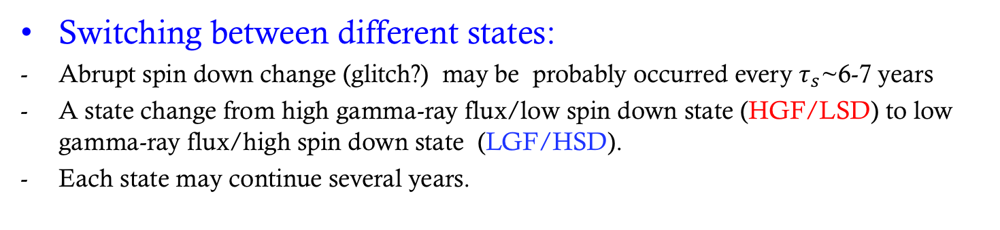 • Switching between different states:
- Abrupt spin down change (glitch?) may be probably occurred every τₛ~6-7 years
- A state change from high gamma-ray flux/low spin down state (HGF/LSD) to low
gamma-ray flux/high spin down state (LGF/HSD).
- Each state may continue several years.